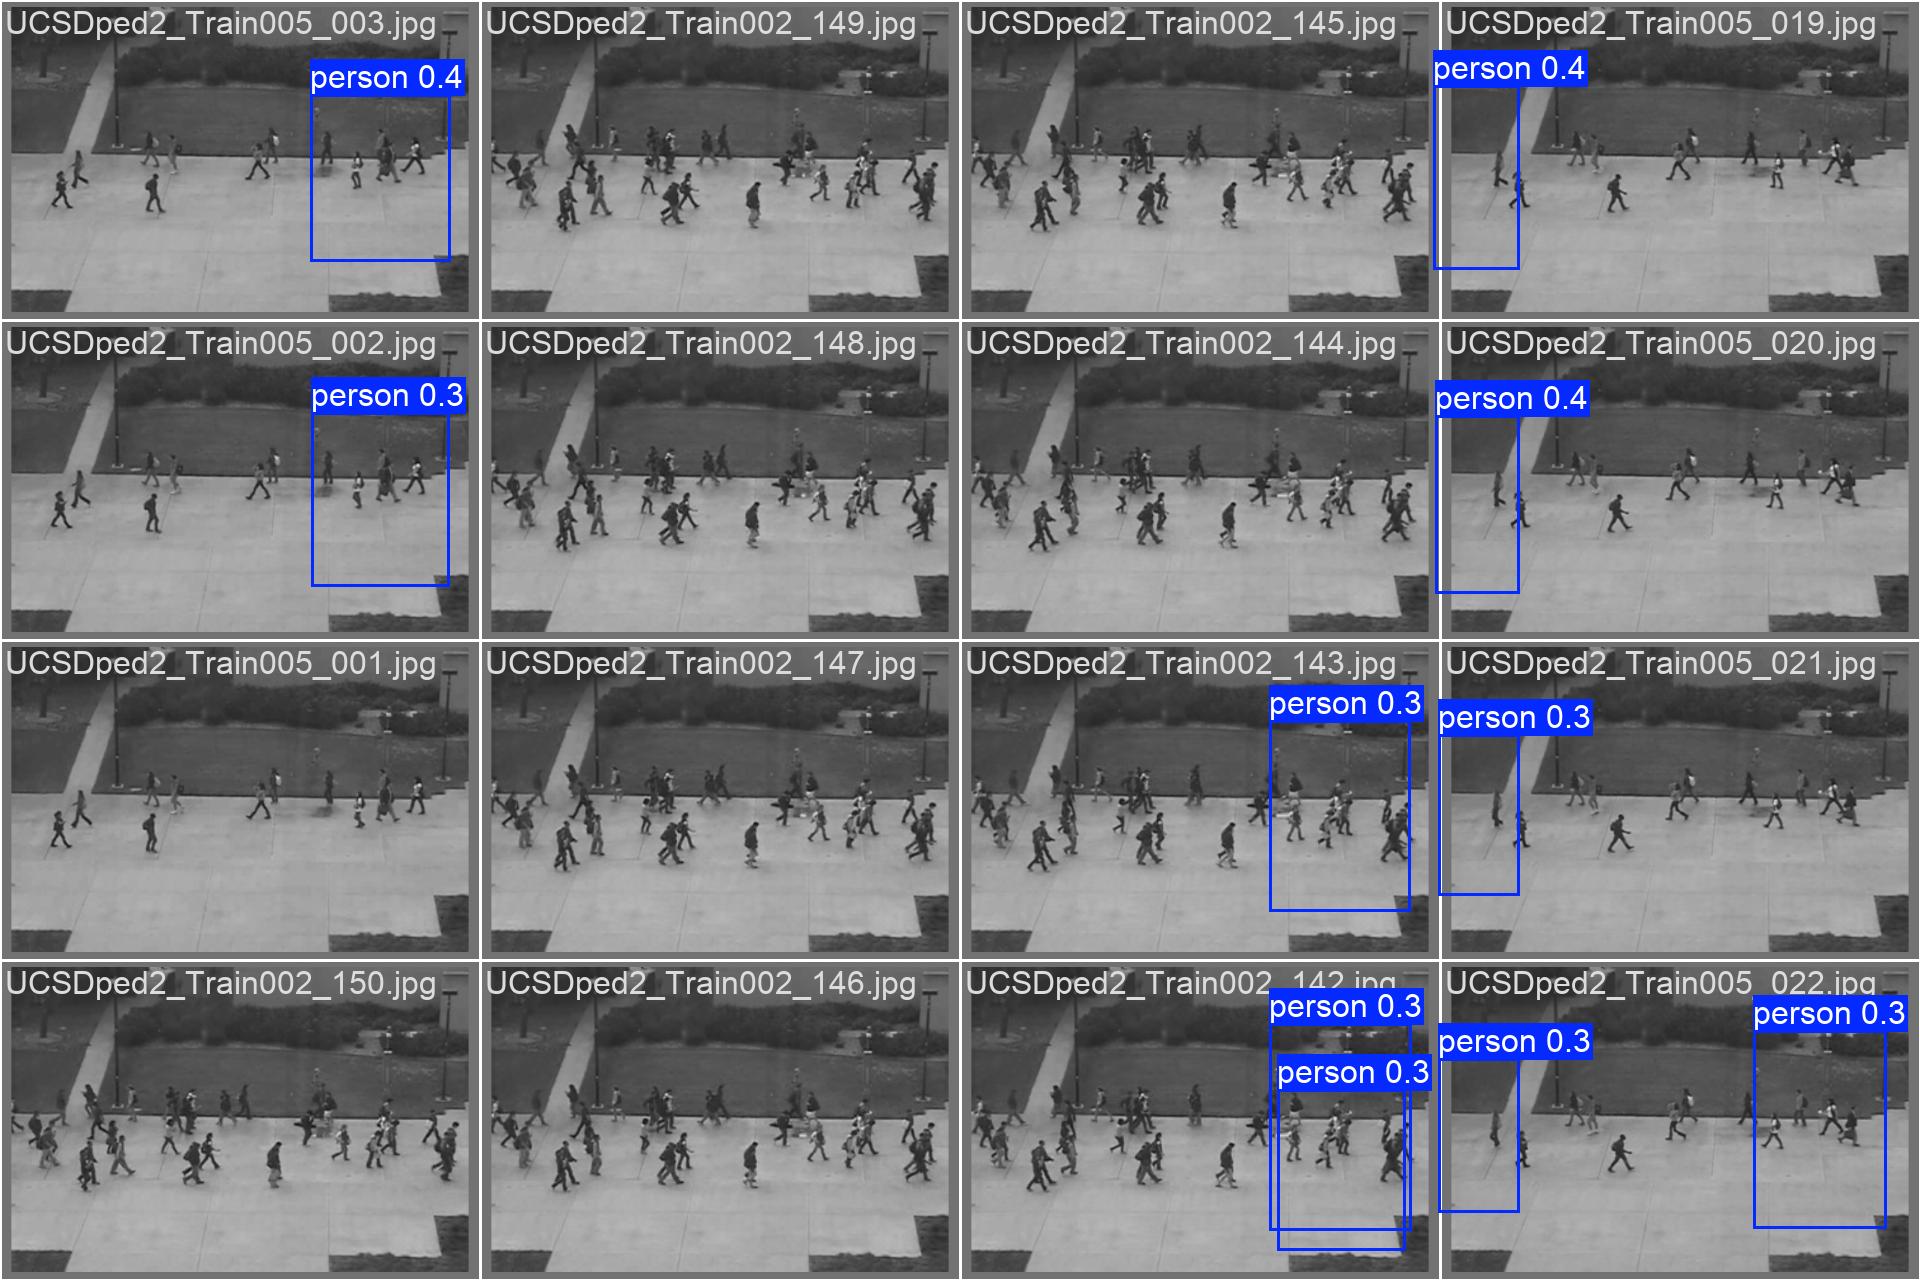 UCSDped2_Train005_003.jpg
person 0.4
UCSDped2_Train002_149.jpg
UCSDped2_Train002_145.jpg
UCSDped2_Train005_019.jpg
person 0.4
UCSDped2_Train005_002.jpg
person 0.3
UCSDped2_Train002_148.jpg
UCSDped2_Train002_144.jpg
UCSDped2_Train005_020.jpg
person 0.4
UCSDped2_Train005_001.jpg
UCSDped2_Train002_147.jpg
UCSDped2_Train002_143.jpg
person 0.3
UCSDped2_Train005_021.jpg
person 0.3
UCSDped2_Train002_150.jpg
UCSDped2_Train002_146.jpg
UCSDped2_Train002_142.jpg
person 0.3
person 0.3
UCSDped2_Train005_022.jpg
person 0.3
person 0.3